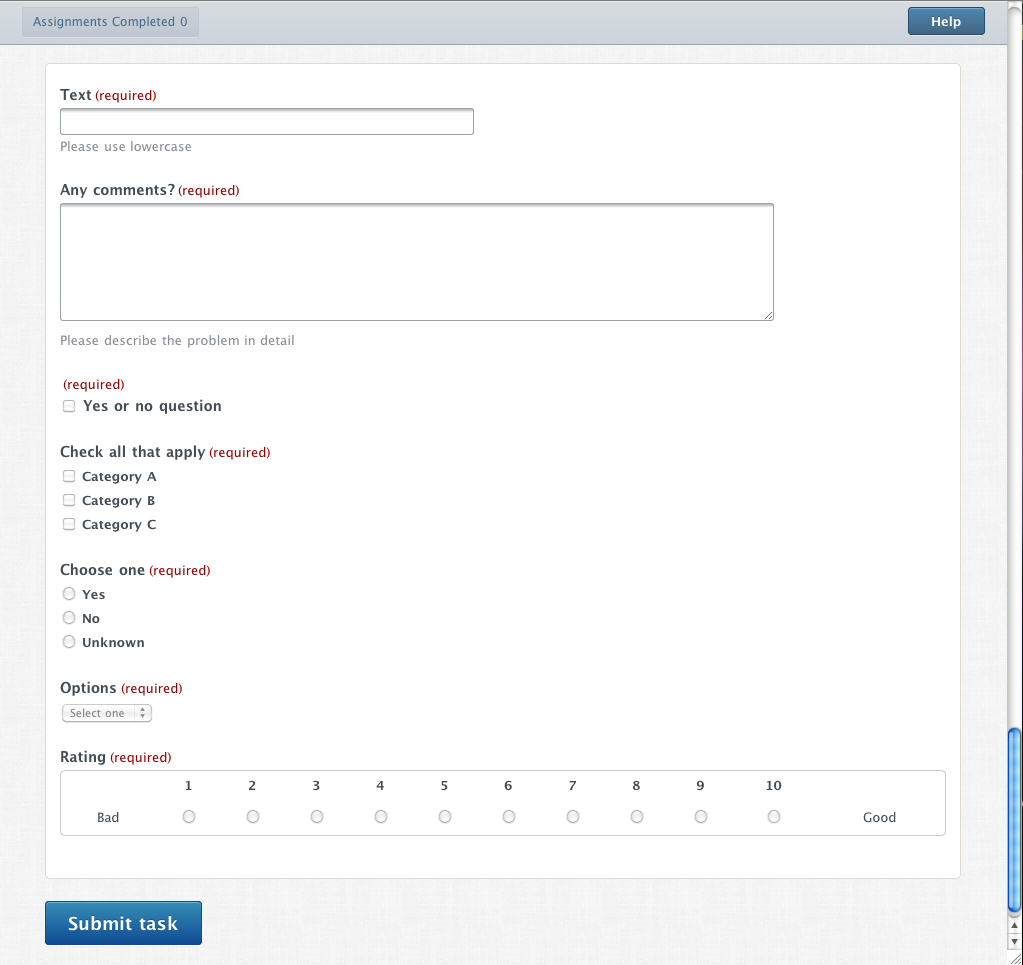 Assignments Completed 0 Help
Text (required)
Please use lowercase
Any comments? (required)
Please describe the problem in detail
(required)
Yes or no question
Check all that apply (required)
Category A
Category B
Category C
Choose one (required)
Yes
No
Unknown
Options (required)
Select one
Rating (required)
1 2 3 4 5 6 7 8 9 10
Bad Good
Submit task